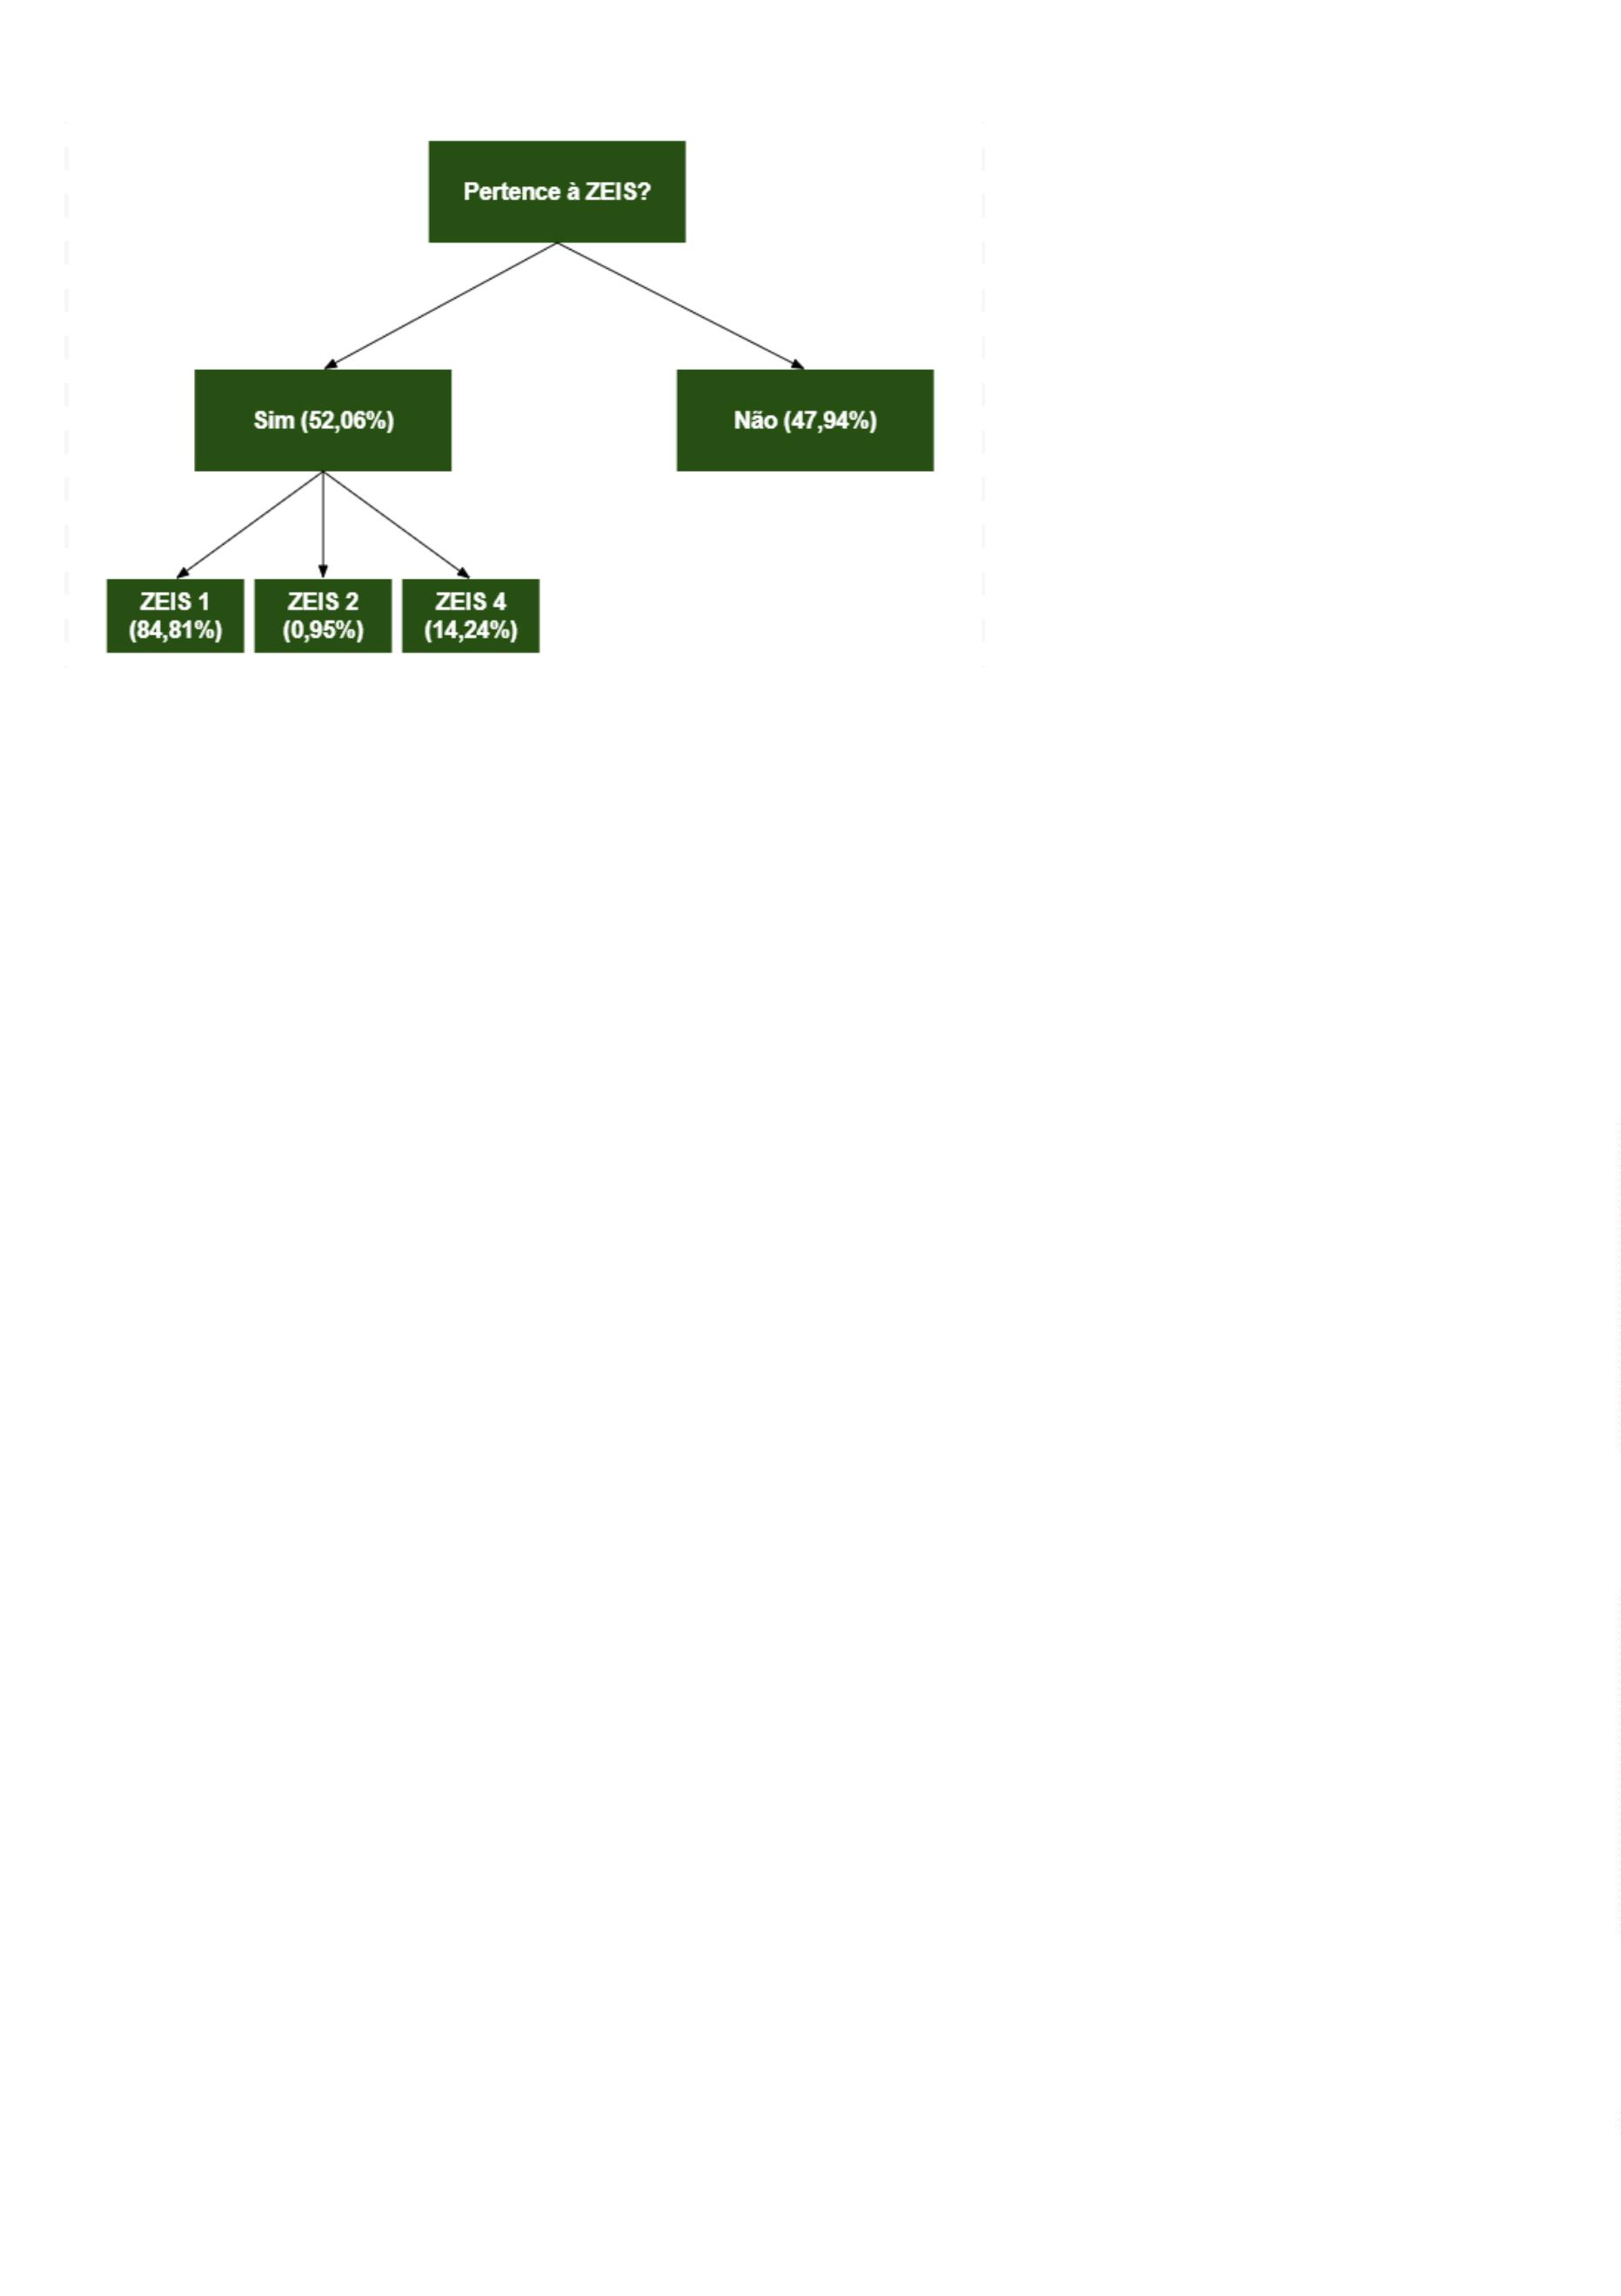 Pertence à ZEIS?
Sim (52,06%)
Não (47,94%)
ZEIS 1
(84,81%)
ZEIS 2
(0,95%)
ZEIS 4
(14,24%)